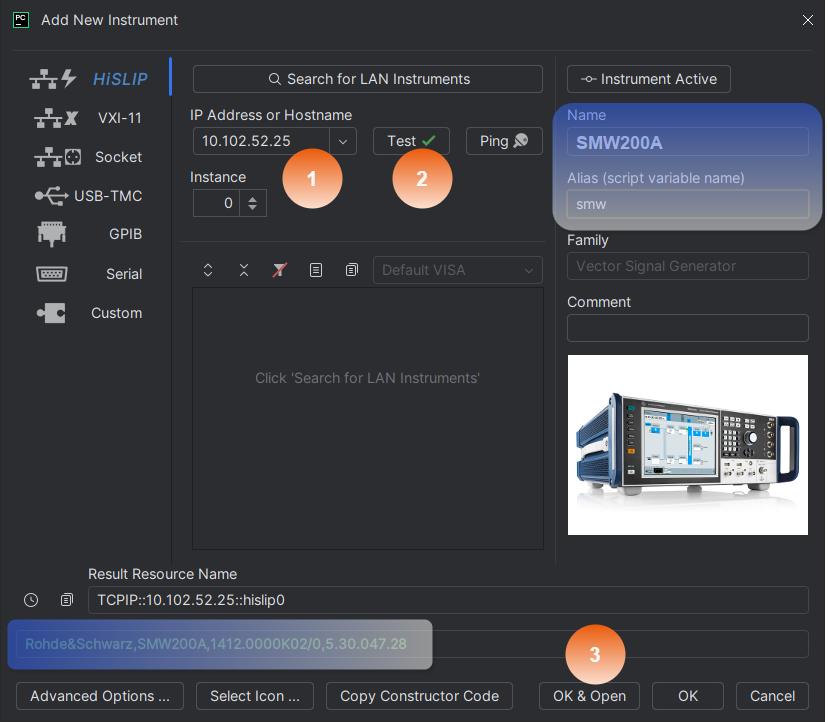 PC
Add New Instrument
HiSLIP
VXI-11
Socket
USB-TMC
GPIB
Serial
Custom
Search for LAN Instruments
IP Address or Hostname
10.102.52.25
Test
Ping
1
2
Instance
0
Default VISA
Click 'Search for LAN Instruments'
Instrument Active
Name
SMW200A
Alias (script variable name)
smw
Family
Vector Signal Generator
Comment
Result Resource Name
TCPIP::10.102.52.25::hislip0
Rohde&Schwarz,SMW200A,1412.0000K02/0,5.30.047.28
3
Advanced Options ...
Select Icon ...
Copy Constructor Code
OK & Open
OK
Cancel